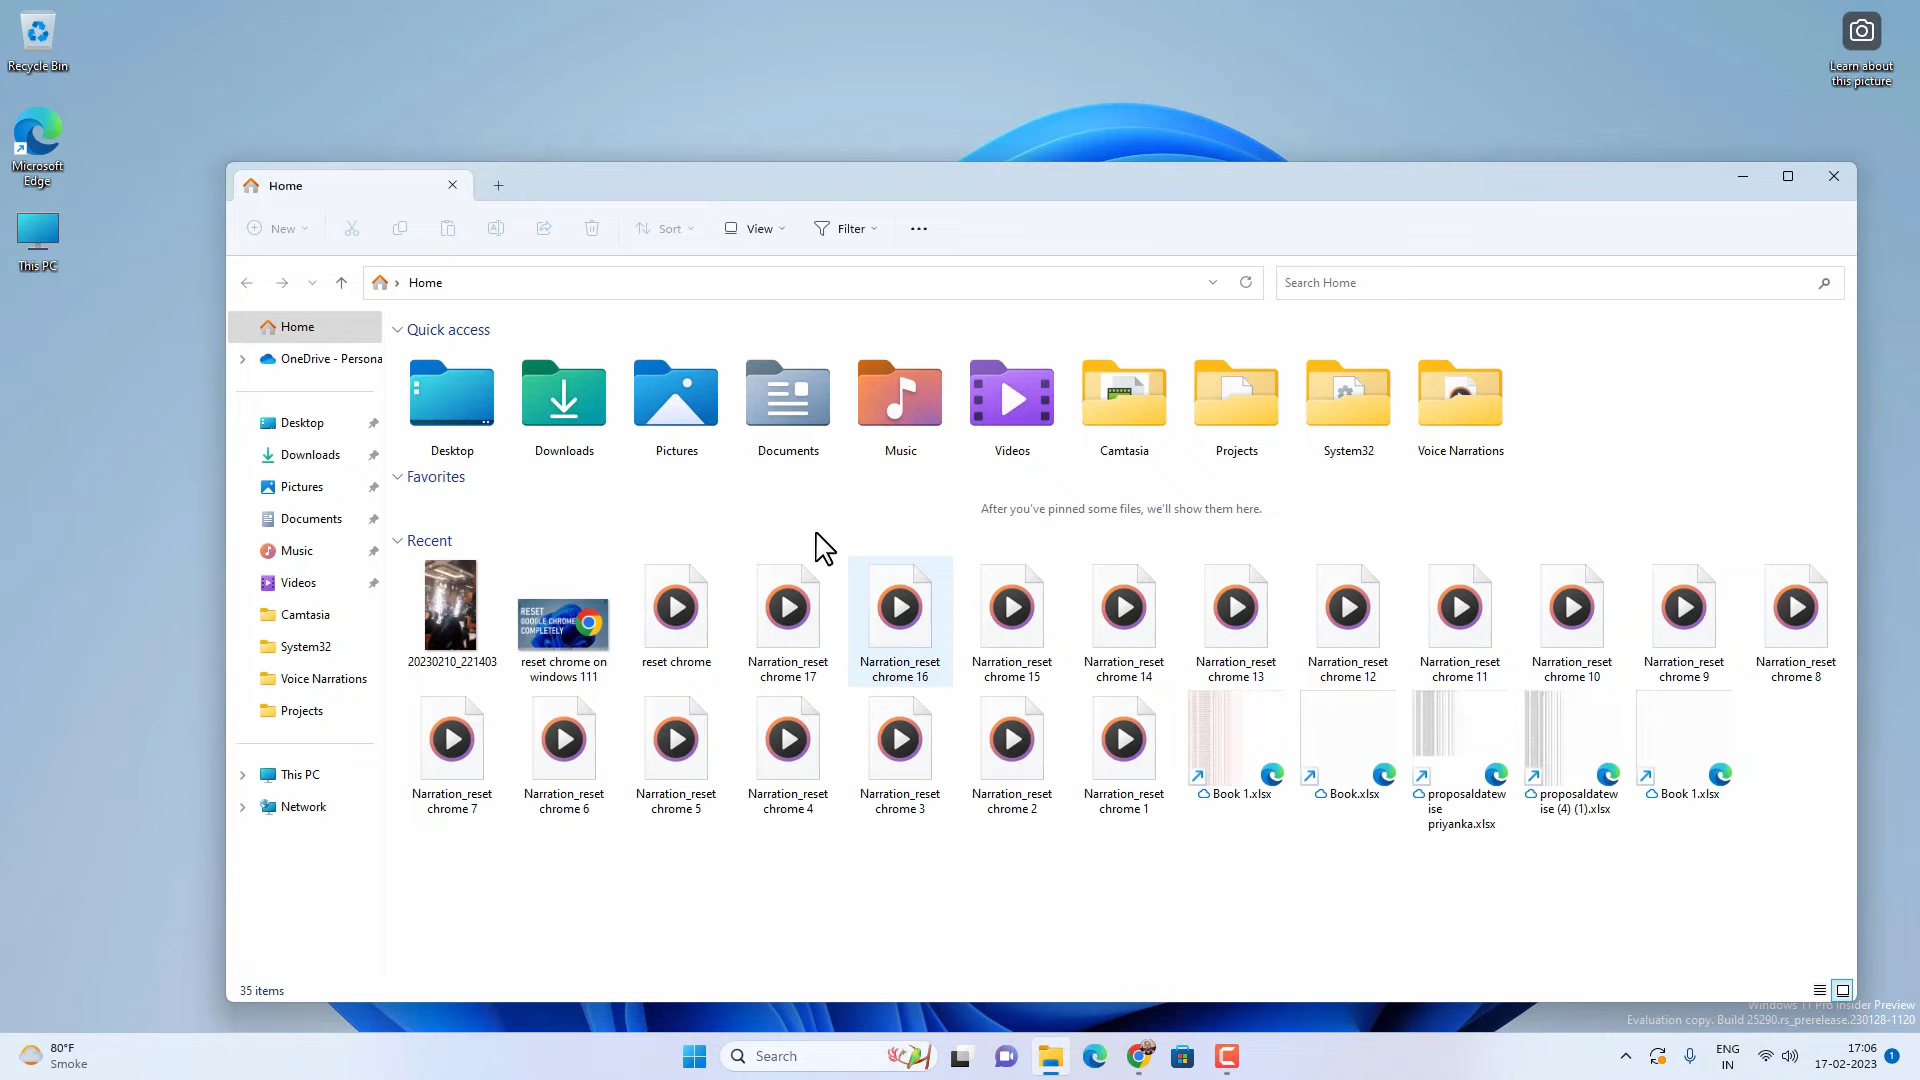 Recycle Bin
Microsoft
Edge
This PC
Learn about
this picture
Home
New
Sort
View
Filter
Home
Search Home
Home
OneDrive - Persona
Desktop
Downloads
Pictures
Documents
Music
Videos
Camtasia
System32
Voice Narrations
Projects
This PC
Network
Quick access
Desktop
Downloads
Pictures
Documents
Music
Videos
Camtasia
Projects
System32
Voice Narrations
Favorites
After you've pinned some files, we'll show them here.
Recent
RESET
GOOGLE CHROME
COMPLETELY
20230210_221403
reset chrome on
windows 111
reset chrome
Narration_reset
chrome 17
Narration_reset
chrome 16
Narration_reset
chrome 15
Narration_reset
chrome 14
Narration_reset
chrome 13
Narration_reset
chrome 12
Narration_reset
chrome 11
Narration_reset
chrome 10
Narration_reset
chrome 9
Narration_reset
chrome 8
Narration_reset
chrome 7
Narration_reset
chrome 6
Narration_reset
chrome 5
Narration_reset
chrome 4
Narration_reset
chrome 3
Narration_reset
chrome 2
Narration_reset
chrome 1
Book 1.xlsx
Book.xlsx
proposaldatew
ise
priyanka.xlsx
proposaldatew
ise (4) (1).xlsx
Book 1.xlsx
35 items
Windows 11 Pro Insider Preview
Evaluation copy. Build 25290.rs_prerelease.230128-1120
80°F
Smoke
Search
ENG
IN
17:06
17-02-2023
1